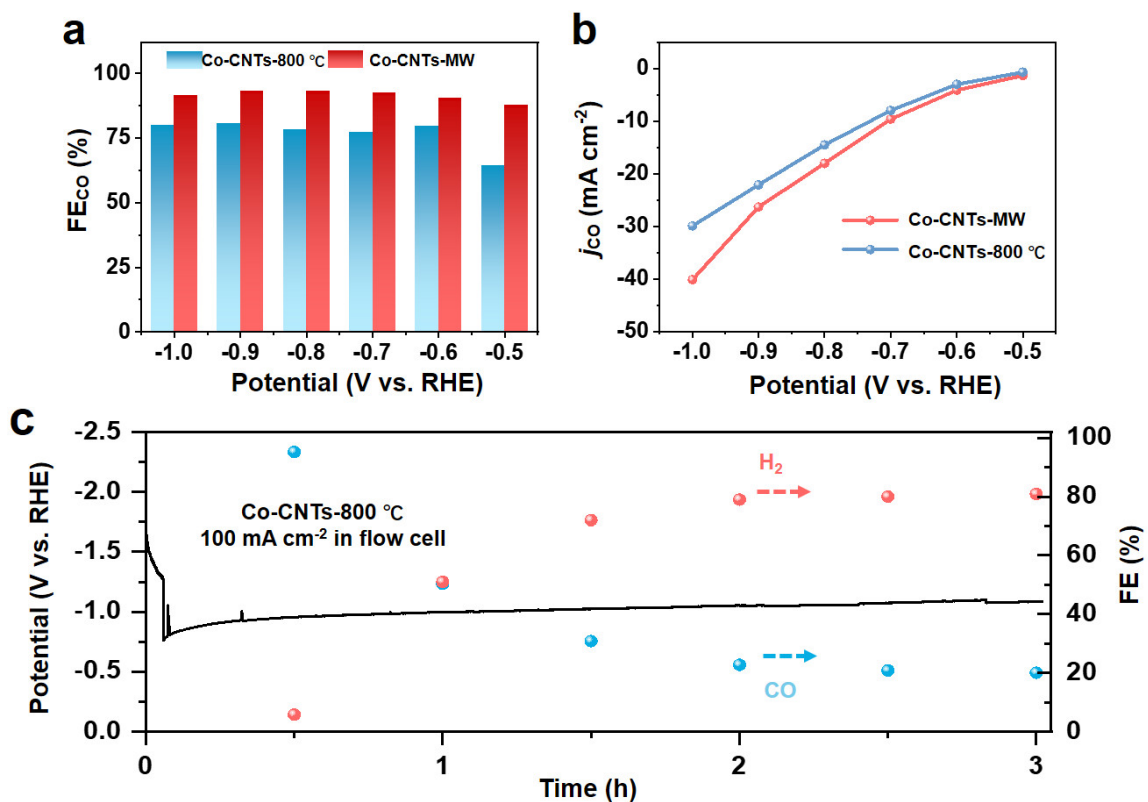 a
Co-CNTs-800 ℃
Co-CNTs-MW
100
75
50
25
0
FECO (%)
-1.0 -0.9 -0.8 -0.7 -0.6 -0.5
Potential (V vs. RHE)
b
0
-10
-20
-30
-40
-50
jCO (mA cm-2)
Co-CNTs-MW
Co-CNTs-800 ℃
-1.0 -0.9 -0.8 -0.7 -0.6 -0.5
Potential (V vs. RHE)
c
-2.5
-2.0
-1.5
-1.0
-0.5
0.0
Potential (V vs. RHE)
Co-CNTs-800 ℃
100 mA cm-2 in flow cell
H2
CO
100
80
60
40
20
0
FE (%)
0 1 2 3
Time (h)